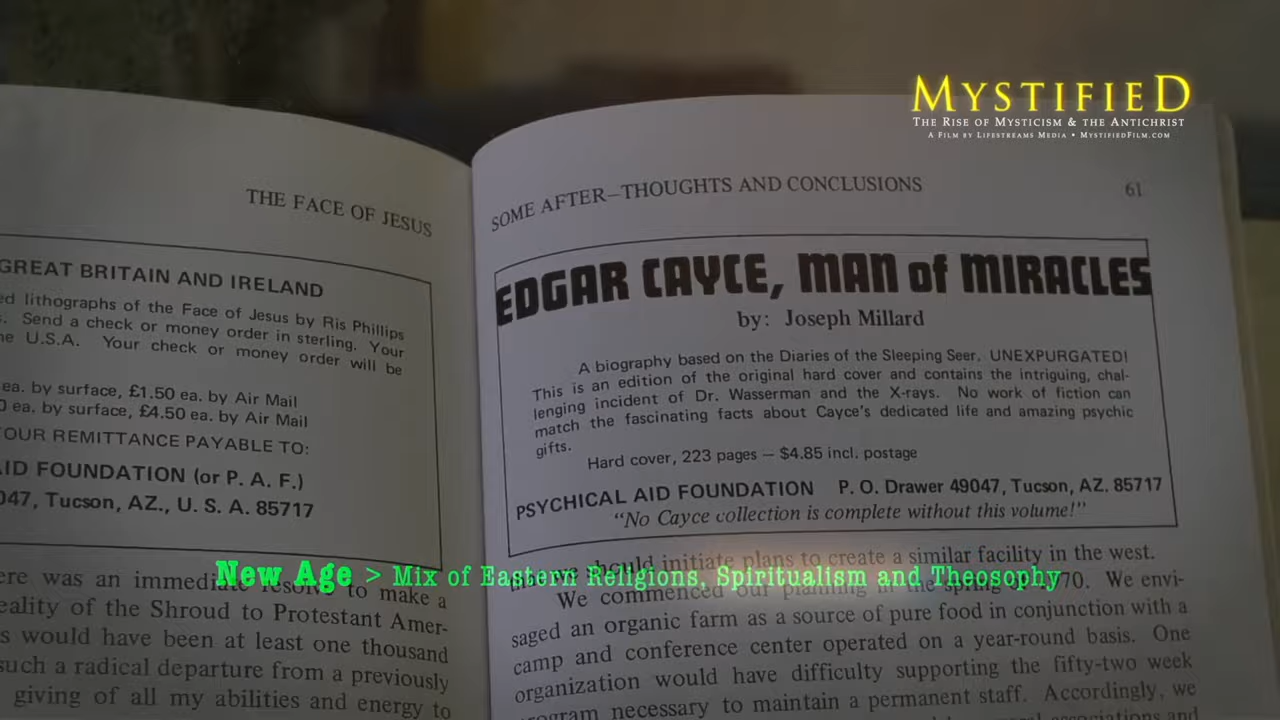 MYSTIFIED
THE RISE OF MYSTICISM & THE ANTICHRIST
A FILM BY LIFESTREAMS MEDIA • MYSTIFIEDFILM.COM
THE FACE OF JESUS
GREAT BRITAIN AND IRELAND
lithographs of the Face of Jesus by Ris Phillips
Send a check or money order in sterling. Your
U.S.A. Your check or money order will be
ea. by surface, £1.50 ea. by Air Mail
ea. by surface, £4.50 ea. by Air Mail
YOUR REMITTANCE PAYABLE TO:
AID FOUNDATION (or P. A. F.)
Tucson, AZ., U. S. A. 85717
was an immediate resolve to make a
of the Shroud to Protestant Amer-
would have been at least one thousand
such a radical departure from a previously
giving of all my abilities and energy to
SOME AFTER—THOUGHTS AND CONCLUSIONS
61
EDGAR CAYCE, MAN of MIRACLES
by: Joseph Millard
A biography based on the Diaries of the Sleeping Seer. UNEXPURGATED!
This is an edition of the original hard cover and contains the intriguing, chal-
lenging incident of Dr. Wasserman and the X-rays. No work of fiction can
match the fascinating facts about Cayce's dedicated life and amazing psychic
gifts.
Hard cover, 223 pages — $4.85 incl. postage
PSYCHICAL AID FOUNDATION P. O. Drawer 49047, Tucson, AZ. 85717
"No Cayce collection is complete without this volume!"
we should initiate plans to create a similar facility in the west.
We commenced our planning in the spring of 1970. We envi-
saged an organic farm as a source of pure food in conjunction with a
camp and conference center operated on a year-round basis. One
organization would have difficulty supporting the fifty-two week
program necessary to maintain a permanent staff. Accordingly, we
associations and
New Age > Mix of Eastern Religions, Spiritualism and Theosophy